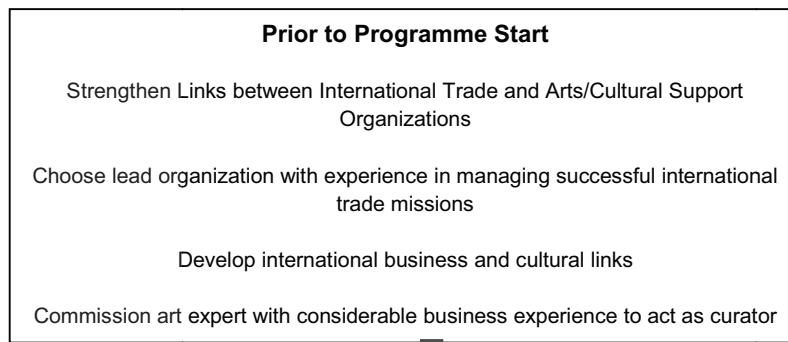 Prior to Programme Start
Strengthen Links between International Trade and Arts/Cultural Support
Organizations
Choose lead organization with experience in managing successful international
trade missions
Develop international business and cultural links
Commission art expert with considerable business experience to act as curator